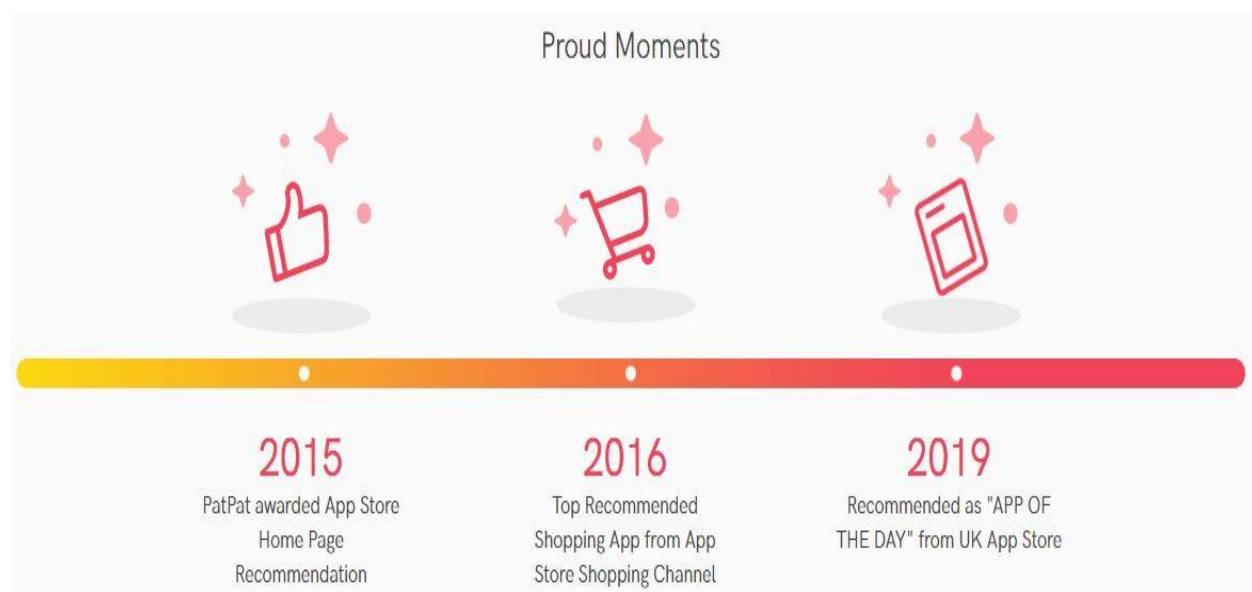 Proud Moments
2015
PatPat awarded App Store
Home Page
Recommendation
2016
Top Recommended
Shopping App from App
Store Shopping Channel
2019
Recommended as "APP OF
THE DAY" from UK App Store